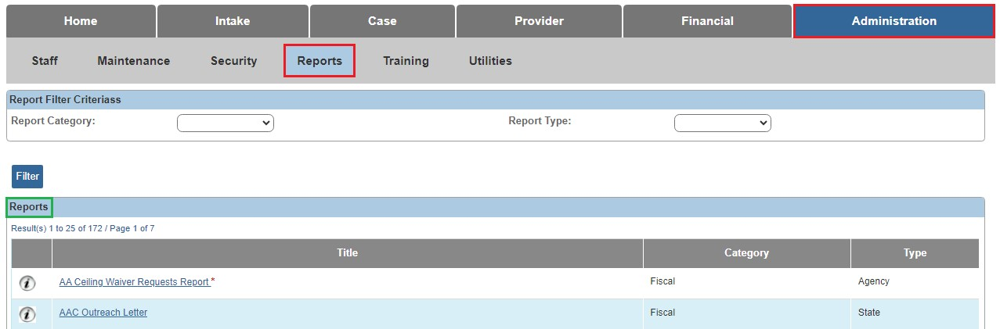 Home Intake Case Provider Financial Administration
Staff Maintenance Security Reports Training Utilities
Report Filter Criteriass
Report Category: Report Type:
Filter
Reports
Result(s) 1 to 25 of 172 / Page 1 of 7
Title Category Type
i AA Ceiling Waiver Requests Report * Fiscal Agency
i AAC Outreach Letter Fiscal State